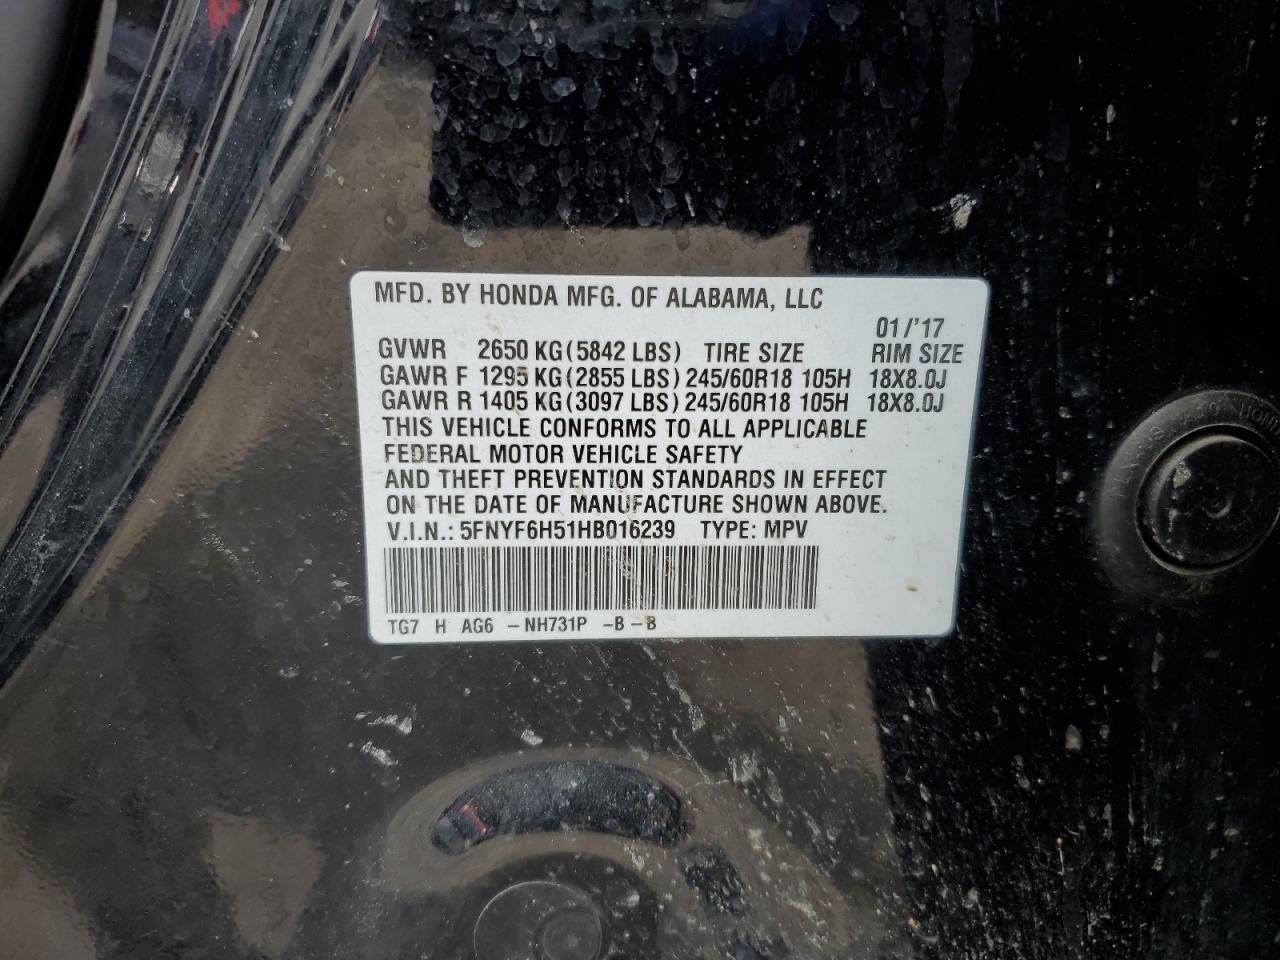 MFD. BY HONDA MFG. OF ALABAMA, LLC
01/'17
GVWR 2650 KG(5842 LBS) TIRE SIZE RIM SIZE
GAWR F 1295 KG(2855 LBS) 245/60R18 105H 18X8.0J
GAWR R 1405 KG(3097 LBS) 245/60R18 105H 18X8.0J
THIS VEHICLE CONFORMS TO ALL APPLICABLE
FEDERAL MOTOR VEHICLE SAFETY
AND THEFT PREVENTION STANDARDS IN EFFECT
ON THE DATE OF MANUFACTURE SHOWN ABOVE.
V.I.N.: 5FNYF6H51HB016239 TYPE: MPV
TG7 H AG6 -NH731P -B-B